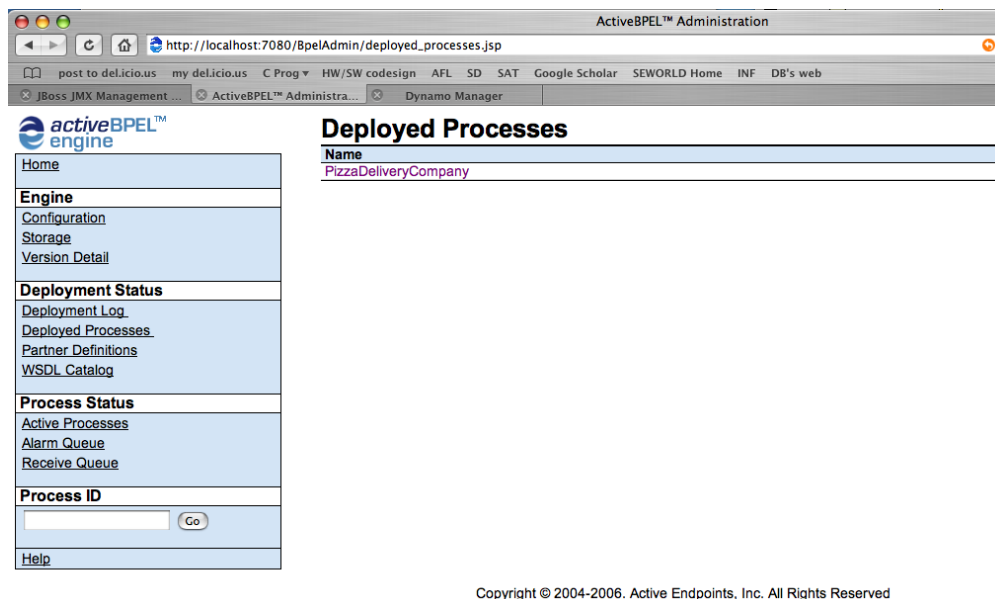 ActiveBPEL™ Administration
http://localhost:7080/BpelAdmin/deployed_processes.jsp
post to del.icio.us my del.icio.us C Prog HW/SW codesign AFL SD SAT Google Scholar SEWORLD Home INF DB's web
JBoss JMX Management ... ActiveBPEL™ Administra... Dynamo Manager
activeBPEL™
engine
Deployed Processes
Name
PizzaDeliveryCompany
Home
Engine
Configuration
Storage
Version Detail
Deployment Status
Deployment Log
Deployed Processes
Partner Definitions
WSDL Catalog
Process Status
Active Processes
Alarm Queue
Receive Queue
Process ID
Go
Help
Copyright © 2004-2006. Active Endpoints, Inc. All Rights Reserved